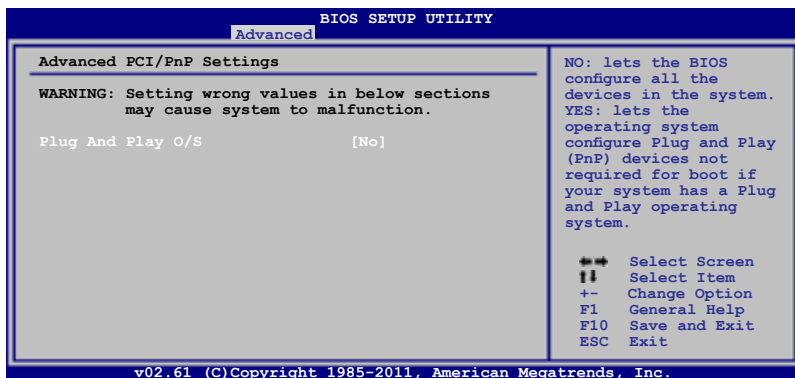 BIOS SETUP UTILITY
Advanced
Advanced PCI/PnP Settings
WARNING: Setting wrong values in below sections
may cause system to malfunction.
Plug And Play O/S [No]
NO: lets the BIOS
configure all the
devices in the system.
YES: lets the
operating system
configure Plug and Play
(PnP) devices not
required for boot if
your system has a Plug
and Play operating
system.
Select Screen
Select Item
+- Change Option
F1 General Help
F10 Save and Exit
ESC Exit
v02.61 (C)Copyright 1985-2011, American Megatrends, Inc.